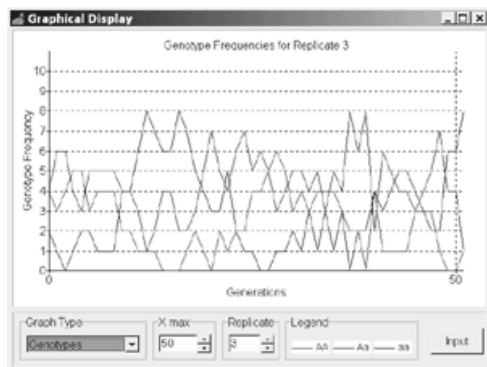 Graphical Display
Genotype Frequencies for Replicate 3
Genotype Frequency
10
9
8
7
6
5
4
3
2
1
0
0
50
Generations
Graph Type
X max
Replicate
Legend
Genotypes
50
3
AA
Aa
aa
Input